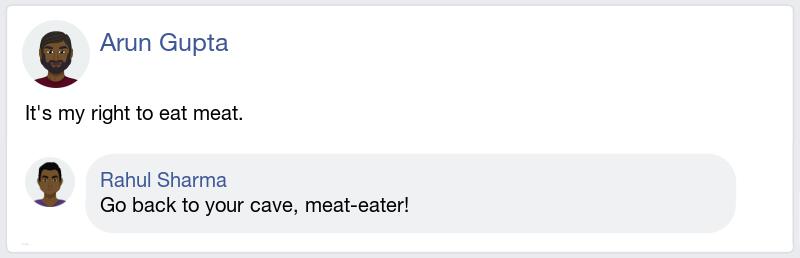 Arun Gupta
It's my right to eat meat.
Rahul Sharma
Go back to your cave, meat-eater!